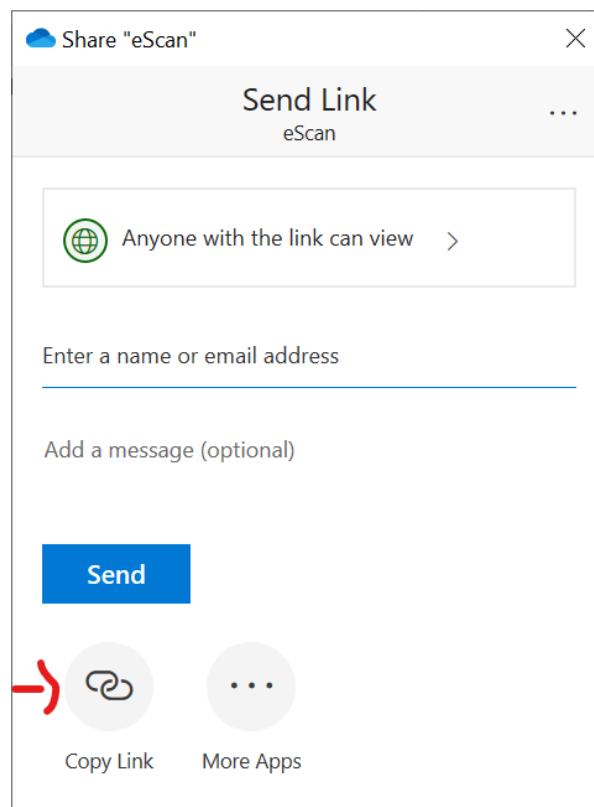 Share "eScan"
Send Link
eScan
Anyone with the link can view
Enter a name or email address
Add a message (optional)
Send
Copy Link
More Apps